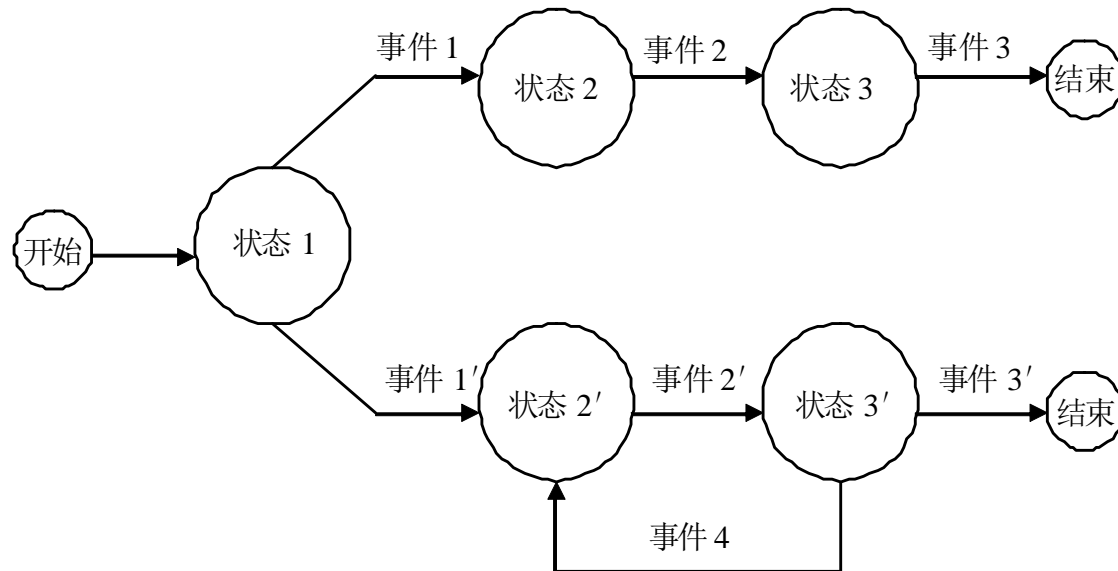 事件 1
事件 2
事件 3
状态 2
状态 3
结束
开始
状态 1
事件 1′
事件 2′
事件 3′
状态 2′
状态 3′
结束
事件 4